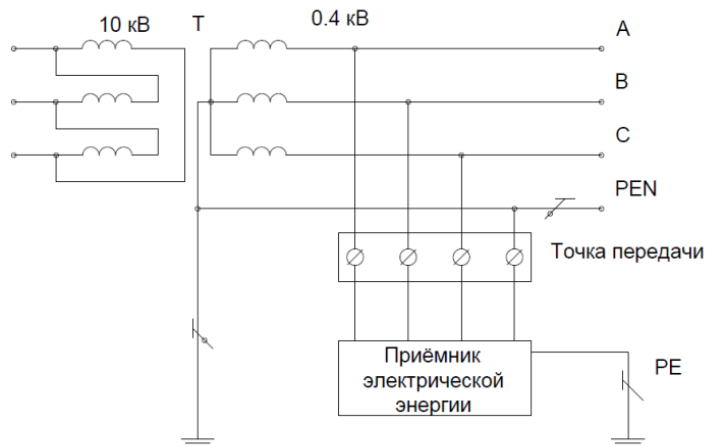 10 кВ
T
0.4 кВ
A
B
C
PEN
Точка передачи
Приёмник
электрической
энергии
PE